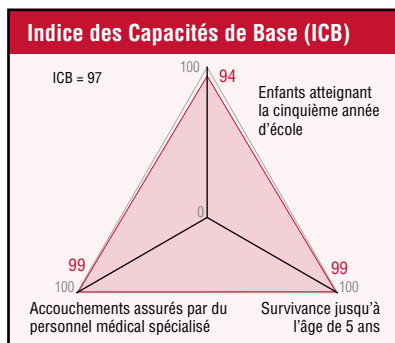 Indice des Capacités de Base (ICB)
ICB = 97
100
94
Enfants atteignant
la cinquième année
d'école
0
99
100
99
100
Accouchements assurés par du
personnel médical spécialisé
Survivance jusqu'à
l'âge de 5 ans